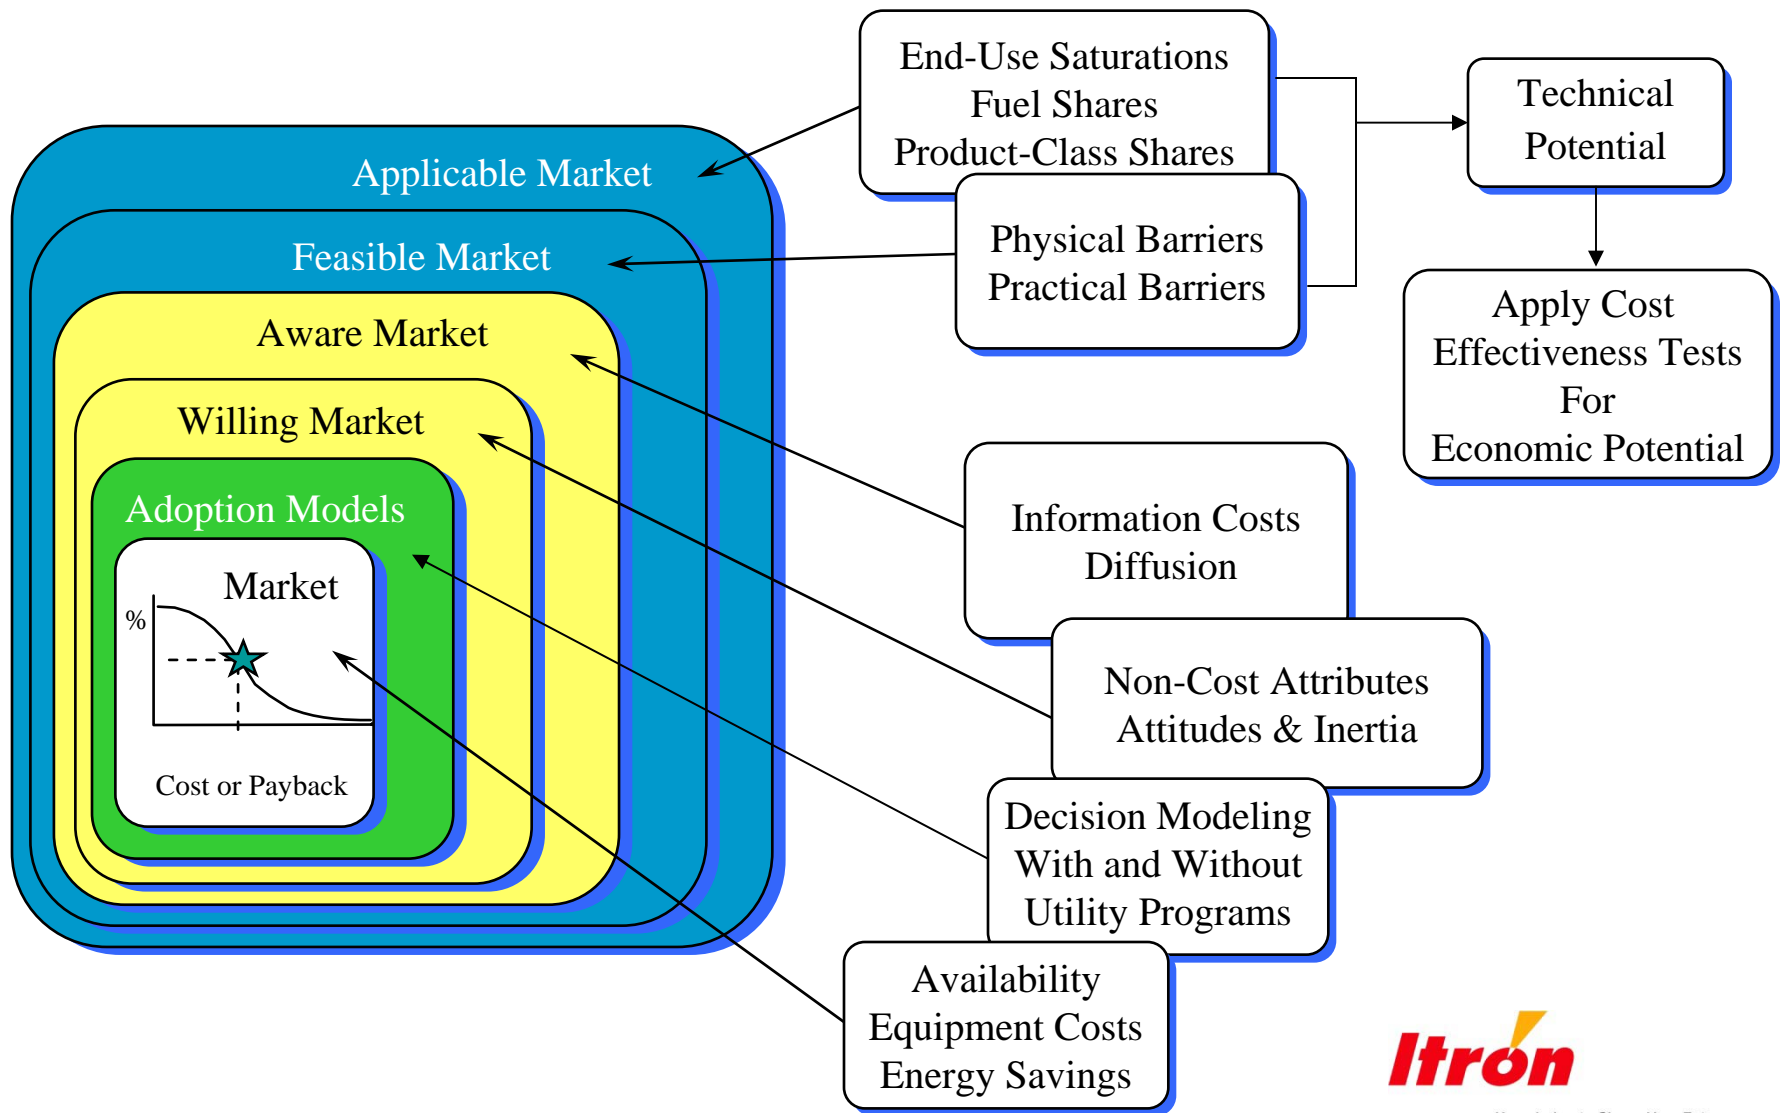 End-Use Saturations
Fuel Shares
Product-Class Shares
Technical
Potential
Applicable Market
Physical Barriers
Practical Barriers
Feasible Market
Apply Cost
Effectiveness Tests
For
Economic Potential
Aware Market
Willing Market
Information Costs
Diffusion
Adoption Models
Market
%
Cost or Payback
Non-Cost Attributes
Attitudes & Inertia
Decision Modeling
With and Without
Utility Programs
Availability
Equipment Costs
Energy Savings
Itron